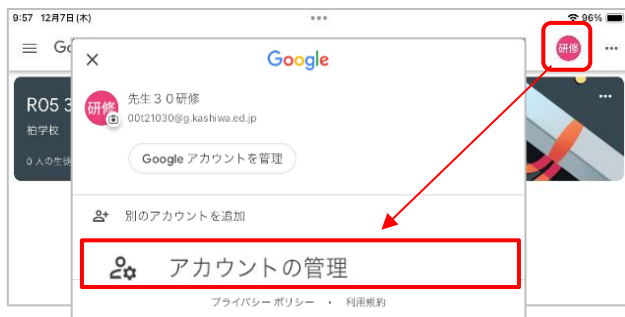 9:57 12月7日(木)
96%
Go
研修
Google
R05 3
柏学校
0 人の生徒
研修
先生３０研修
00t21030@g.kashiwa.ed.jp
Google アカウントを管理
別のアカウントを追加
アカウントの管理
プライバシー ポリシー ・ 利用規約